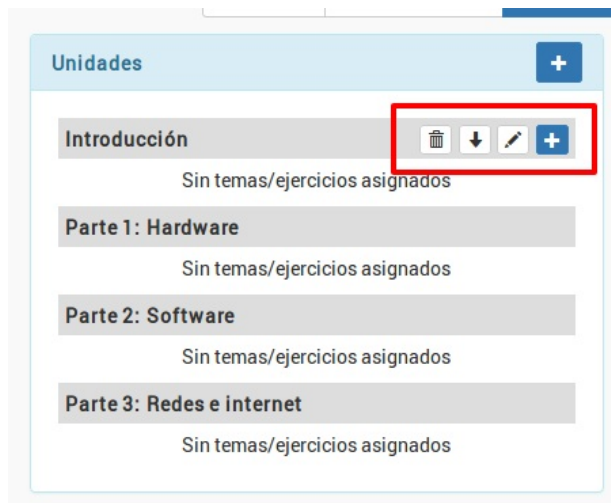 Unidades
Introducción
Sin temas/ejercicios asignados
Parte 1: Hardware
Sin temas/ejercicios asignados
Parte 2: Software
Sin temas/ejercicios asignados
Parte 3: Redes e internet
Sin temas/ejercicios asignados